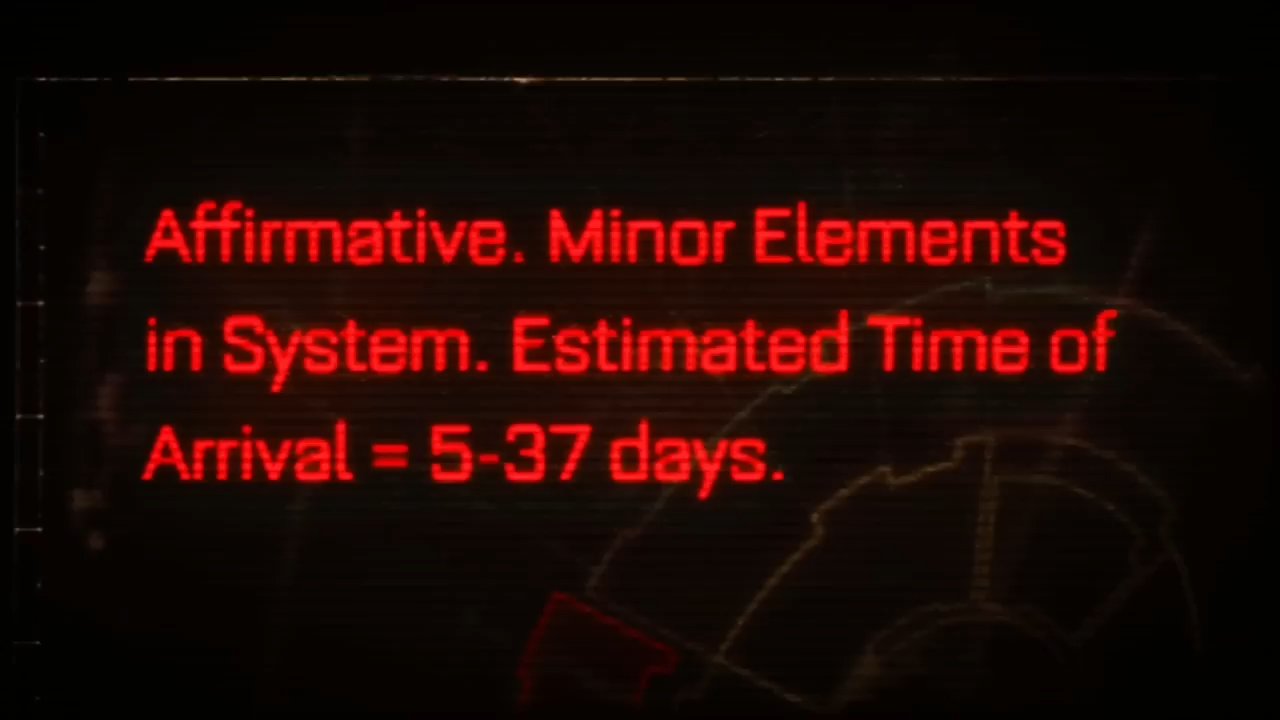 Affirmative. Minor Elements
in System. Estimated Time of
Arrival = 5-37 days.